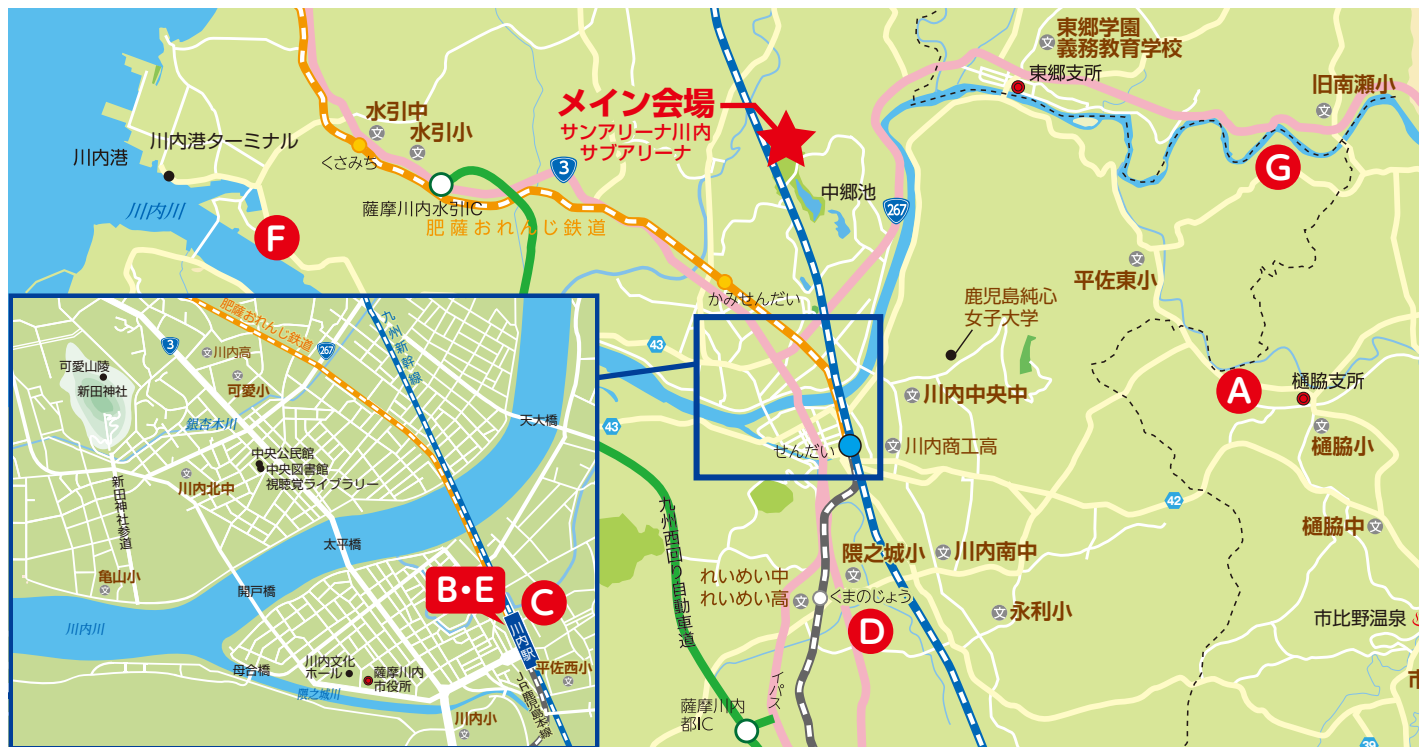 東郷学園
義務教育学校
東郷支所
旧南瀬小
メイン会場
サンアリーナ川内
サブアリーナ
水引中
水引小
川内港ターミナル
川内港
くさみち
3
川内川
薩摩川内水引IC
肥薩おれんじ鉄道
中郷池
267
G
F
平佐東小
かみせんだい
鹿児島純心
女子大学
43
43
川内中央中
A
樋脇支所
樋脇小
川内商工高
せんだい
42
樋脇中
九州西回り自動車道
隈之城小
川内南中
れいめい中
れいめい高
くまのじょう
永利小
D
市比野温泉
市
イパス
薩摩川内
都IC
39
肥薩おれんじ鉄道
九州新幹線
3
267
川内高
可愛小
可愛山陵
新田神社
銀杏木川
天大橋
中央公民館
中央図書館
視聴覚ライブラリー
川内北中
新田神社参道
太平橋
亀山小
開戸橋
B・E
C
川内駅
川内川
母合橋
川内文化
ホール
薩摩川内
市役所
平佐西小
隈之城川
JR鹿児島本線
川内小